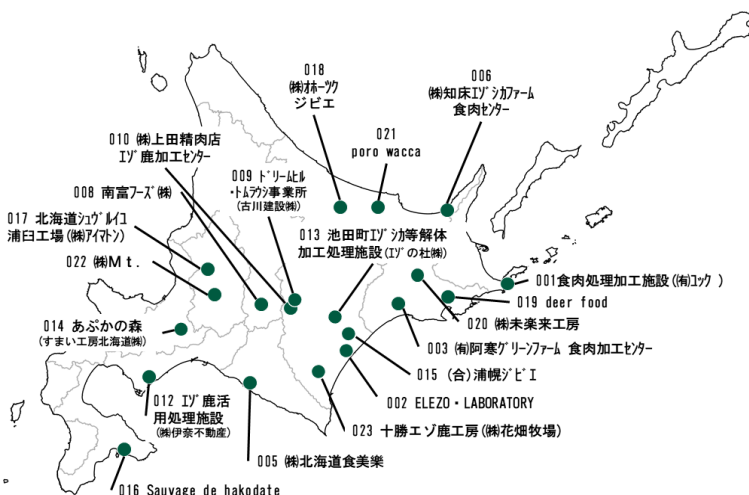 018
㈱ｵﾎｰﾂｸ
ジビエ
006
㈱知床ｴｿﾞｼｶﾌｧｰﾑ
食肉ｾﾝﾀｰ
021
poro wacca
010 ㈱上田精肉店
ｴｿﾞ鹿加工センター
009 ﾄﾞﾘｰﾑﾋﾙ
・ﾄﾑﾗｳｼ事業所
(古川建設㈱)
008 南富ﾌｰｽﾞ㈱
017 北海道ｼｭｳﾞﾙｲﾕ
浦臼工場(㈱ｱｲﾏﾄﾝ)
013 池田町ｴｿﾞｼｶ等解体
加工処理施設(ｴｿﾞの杜㈱)
022 ㈱Ｍｔ.
001食肉処理加工施設(㈲ﾕｯｸ )
019 deer food
014 あぷかの森
(すまい工房北海道㈱)
020 ㈱未楽来工房
003 ㈲阿寒ｸﾞﾘｰﾝﾌｧｰﾑ 食肉加工センター
015 (合)浦幌ｼﾞﾋﾞｴ
012 ｴｿﾞ鹿活
用処理施設
(㈱伊奈不動産)
002 ELEZO・LABORATORY
023 十勝エゾ鹿工房(㈱花畑牧場)
005 ㈱北海道食美樂
016 Sauvage de hakodate